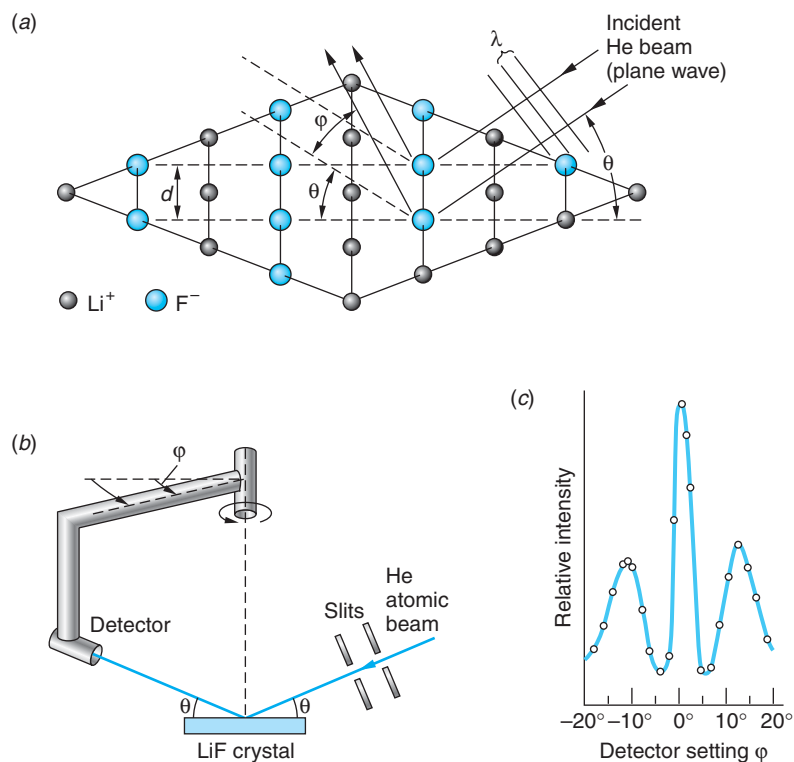 (a)
Incident
He beam
(plane wave)
λ
φ
θ
θ
d
Li⁺
F⁻
(b)
φ
Detector
Slits
He
atomic
beam
θ
θ
LiF crystal
(c)
Relative intensity
–20° –10° 0° 10° 20°
Detector setting φ